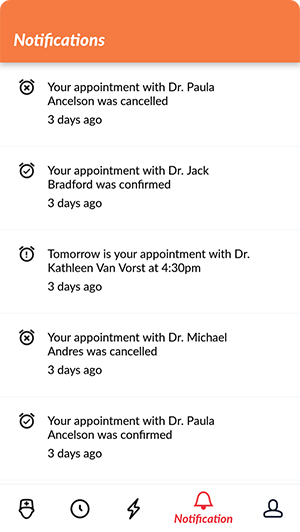 Notifications
Your appointment with Dr. Paula
Ancelson was cancelled
3 days ago
Your appointment with Dr. Jack
Bradford was confirmed
3 days ago
Tomorrow is your appointment with Dr.
Kathleen Van Vorst at 4:30pm
3 days ago
Your appointment with Dr. Michael
Andres was cancelled
3 days ago
Your appointment with Dr. Paula
Ancelson was confirmed
3 days ago
Notification